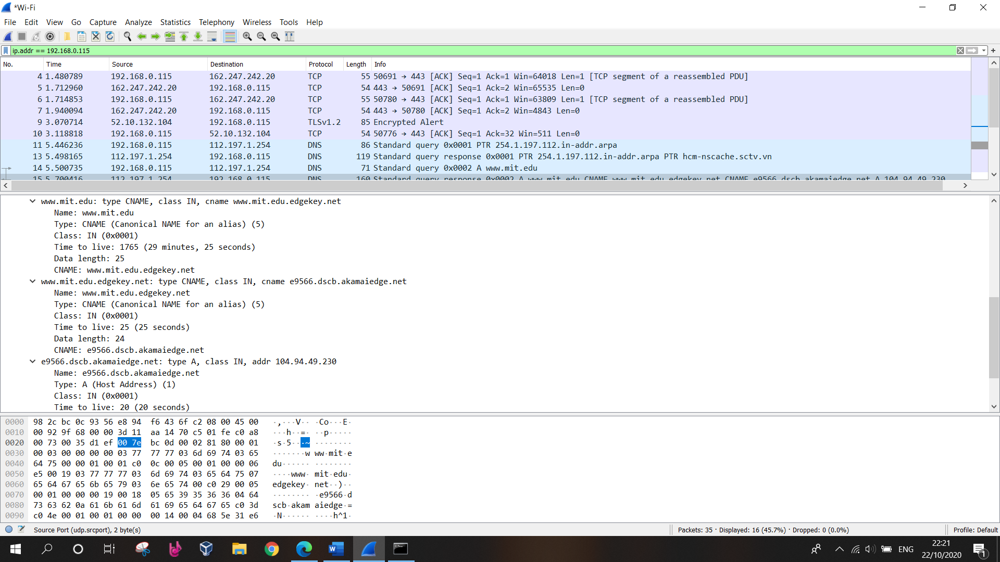 *Wi-Fi
File Edit View Go Capture Analyze Statistics Telephony Wireless Tools Help
ip.addr == 192.168.0.115
No. Time Source Destination Protocol Length Info
4 1.480789 192.168.0.115 162.247.242.20 TCP 55 50691 → 443 [ACK] Seq=1 Ack=1 Win=64018 Len=1 [TCP segment of a reassembled PDU]
5 1.712960 162.247.242.20 192.168.0.115 TCP 54 443 → 50691 [ACK] Seq=1 Ack=2 Win=65535 Len=0
6 1.714853 192.168.0.115 162.247.242.20 TCP 55 50780 → 443 [ACK] Seq=1 Ack=1 Win=63809 Len=1 [TCP segment of a reassembled PDU]
7 1.940094 162.247.242.20 192.168.0.115 TCP 54 443 → 50780 [ACK] Seq=1 Ack=2 Win=4843 Len=0
9 3.070714 52.10.132.104 192.168.0.115 TLSv1.2 85 Encrypted Alert
10 3.118818 192.168.0.115 52.10.132.104 TCP 54 50776 → 443 [ACK] Seq=1 Ack=32 Win=511 Len=0
11 5.446236 192.168.0.115 112.197.1.254 DNS 86 Standard query 0x0001 PTR 254.1.197.112.in-addr.arpa
13 5.498165 112.197.1.254 192.168.0.115 DNS 119 Standard query response 0x0001 PTR 254.1.197.112.in-addr.arpa PTR hcm-nscache.sctv.vn
14 5.500735 192.168.0.115 112.197.1.254 DNS 71 Standard query 0x0002 A www.mit.edu
15 5.700416 112.197.1.254 192.168.0.115 DNS 160 Standard query response 0x0002 A www.mit.edu CNAME www.mit.edu.edgekey.net CNAME e9566.dscb.akamaiedge.net A 104.94.49.230
www.mit.edu: type CNAME, class IN, cname www.mit.edu.edgekey.net
Name: www.mit.edu
Type: CNAME (Canonical NAME for an alias) (5)
Class: IN (0x0001)
Time to live: 1765 (29 minutes, 25 seconds)
Data length: 25
CNAME: www.mit.edu.edgekey.net
www.mit.edu.edgekey.net: type CNAME, class IN, cname e9566.dscb.akamaiedge.net
Name: www.mit.edu.edgekey.net
Type: CNAME (Canonical NAME for an alias) (5)
Class: IN (0x0001)
Time to live: 25 (25 seconds)
Data length: 24
CNAME: e9566.dscb.akamaiedge.net
e9566.dscb.akamaiedge.net: type A, class IN, addr 104.94.49.230
Name: e9566.dscb.akamaiedge.net
Type: A (Host Address) (1)
Class: IN (0x0001)
Time to live: 20 (20 seconds)
0000 98 2c bc 0c 93 56 e8 94 f6 43 6f c2 08 00 45 00 ·,···V·· ·Co···E·
0010 00 92 9f 68 00 00 3d 11 aa 14 70 c5 01 fe c0 a8 ···h··=· ··p·····
0020 00 73 00 35 d1 ef 00 7e bc 0d 00 02 81 80 00 01 ·s·5···~ ········
0030 00 03 00 00 00 00 03 77 77 77 03 6d 69 74 03 65 ·······w ww·mit·e
0040 64 75 00 00 01 00 01 c0 0c 00 05 00 01 00 00 06 du······ ········
0050 e5 00 19 03 77 77 77 03 6d 69 74 03 65 64 75 07 ····www· mit·edu·
0060 65 64 67 65 6b 65 79 03 6e 65 74 00 c0 29 00 05 edgekey· net··)··
0070 00 01 00 00 00 19 00 18 05 65 39 35 36 36 04 64 ········ ·e9566·d
0080 73 63 62 0a 61 6b 61 6d 61 69 65 64 67 65 c0 3d scb·akam aiedge·=
0090 c0 4e 00 01 00 01 00 00 00 14 00 04 68 5e 31 e6 ·N······ ····h^1·
Source Port (udp.srcport), 2 byte(s)
Packets: 35 · Displayed: 16 (45.7%) · Dropped: 0 (0.0%)
Profile: Default
ENG
22:21
22/10/2020
1